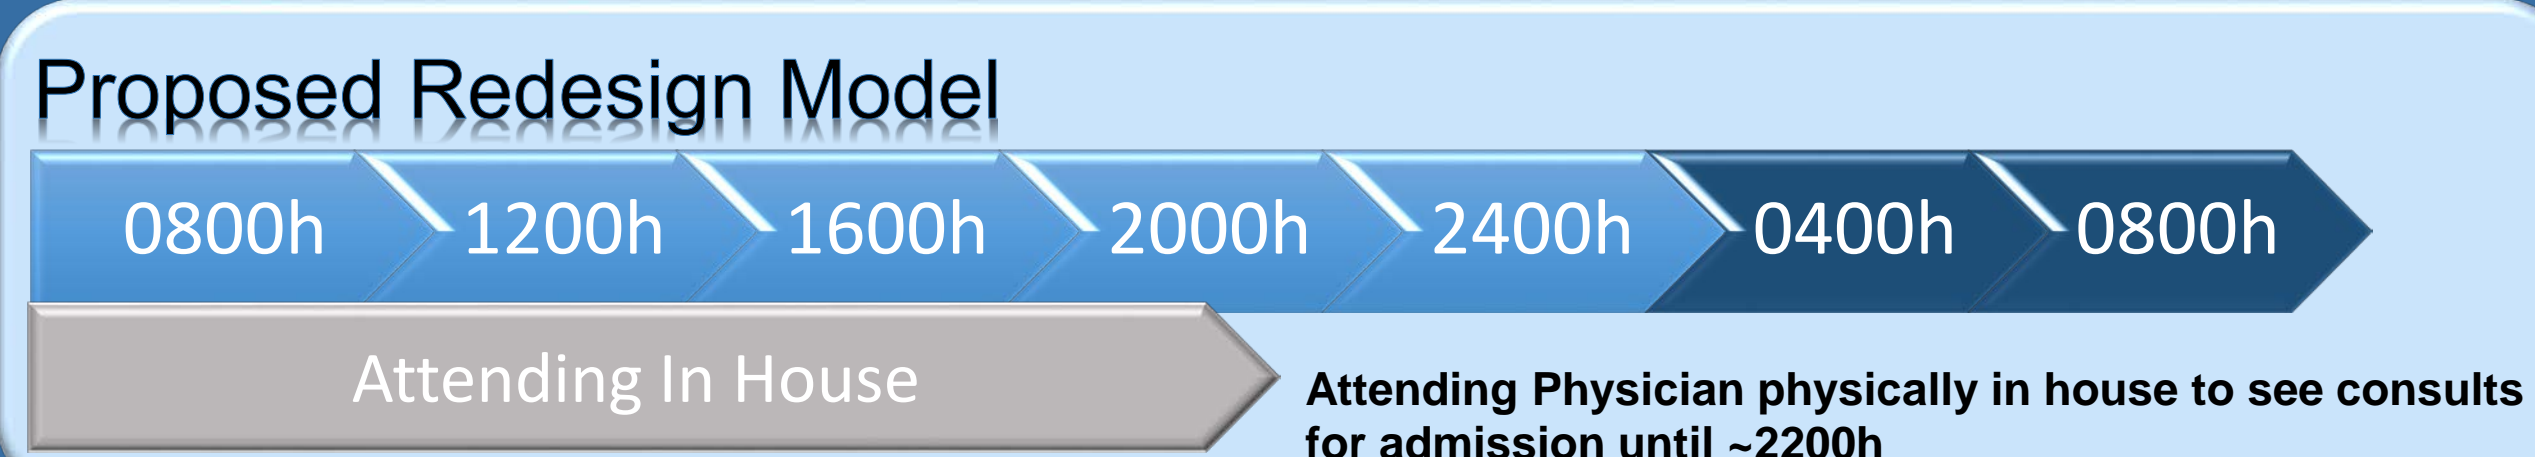 Proposed Redesign Model
0800h 1200h 1600h 2000h 2400h 0400h 0800h
Attending In House
Attending Physician physically in house to see consults
for admission until ~2200h